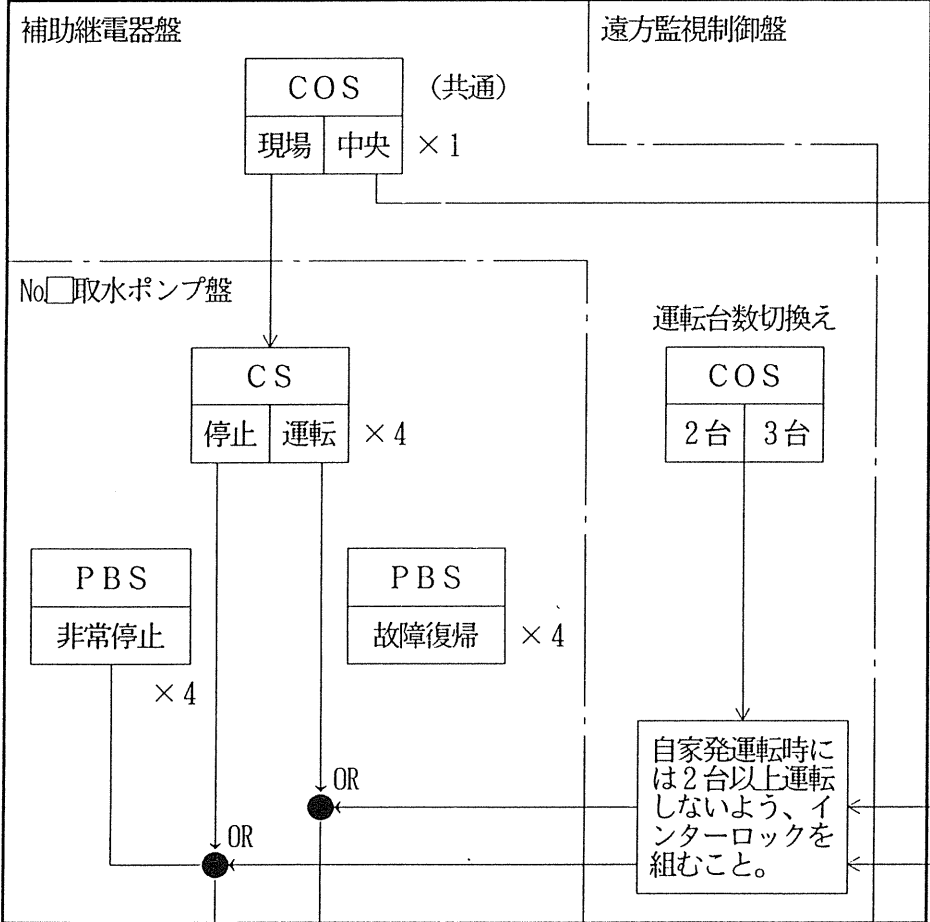 補助継電器盤
遠方監視制御盤
COS
(共通)
現場 中央
×1
No.□取水ポンプ盤
運転台数切換え
CS
停止 運転
×4
COS
2台 3台
PBS
非常停止
×4
PBS
故障復帰
×4
自家発運転時に
は2台以上運転
しないよう、イ
ンターロックを
組むこと。
OR
OR